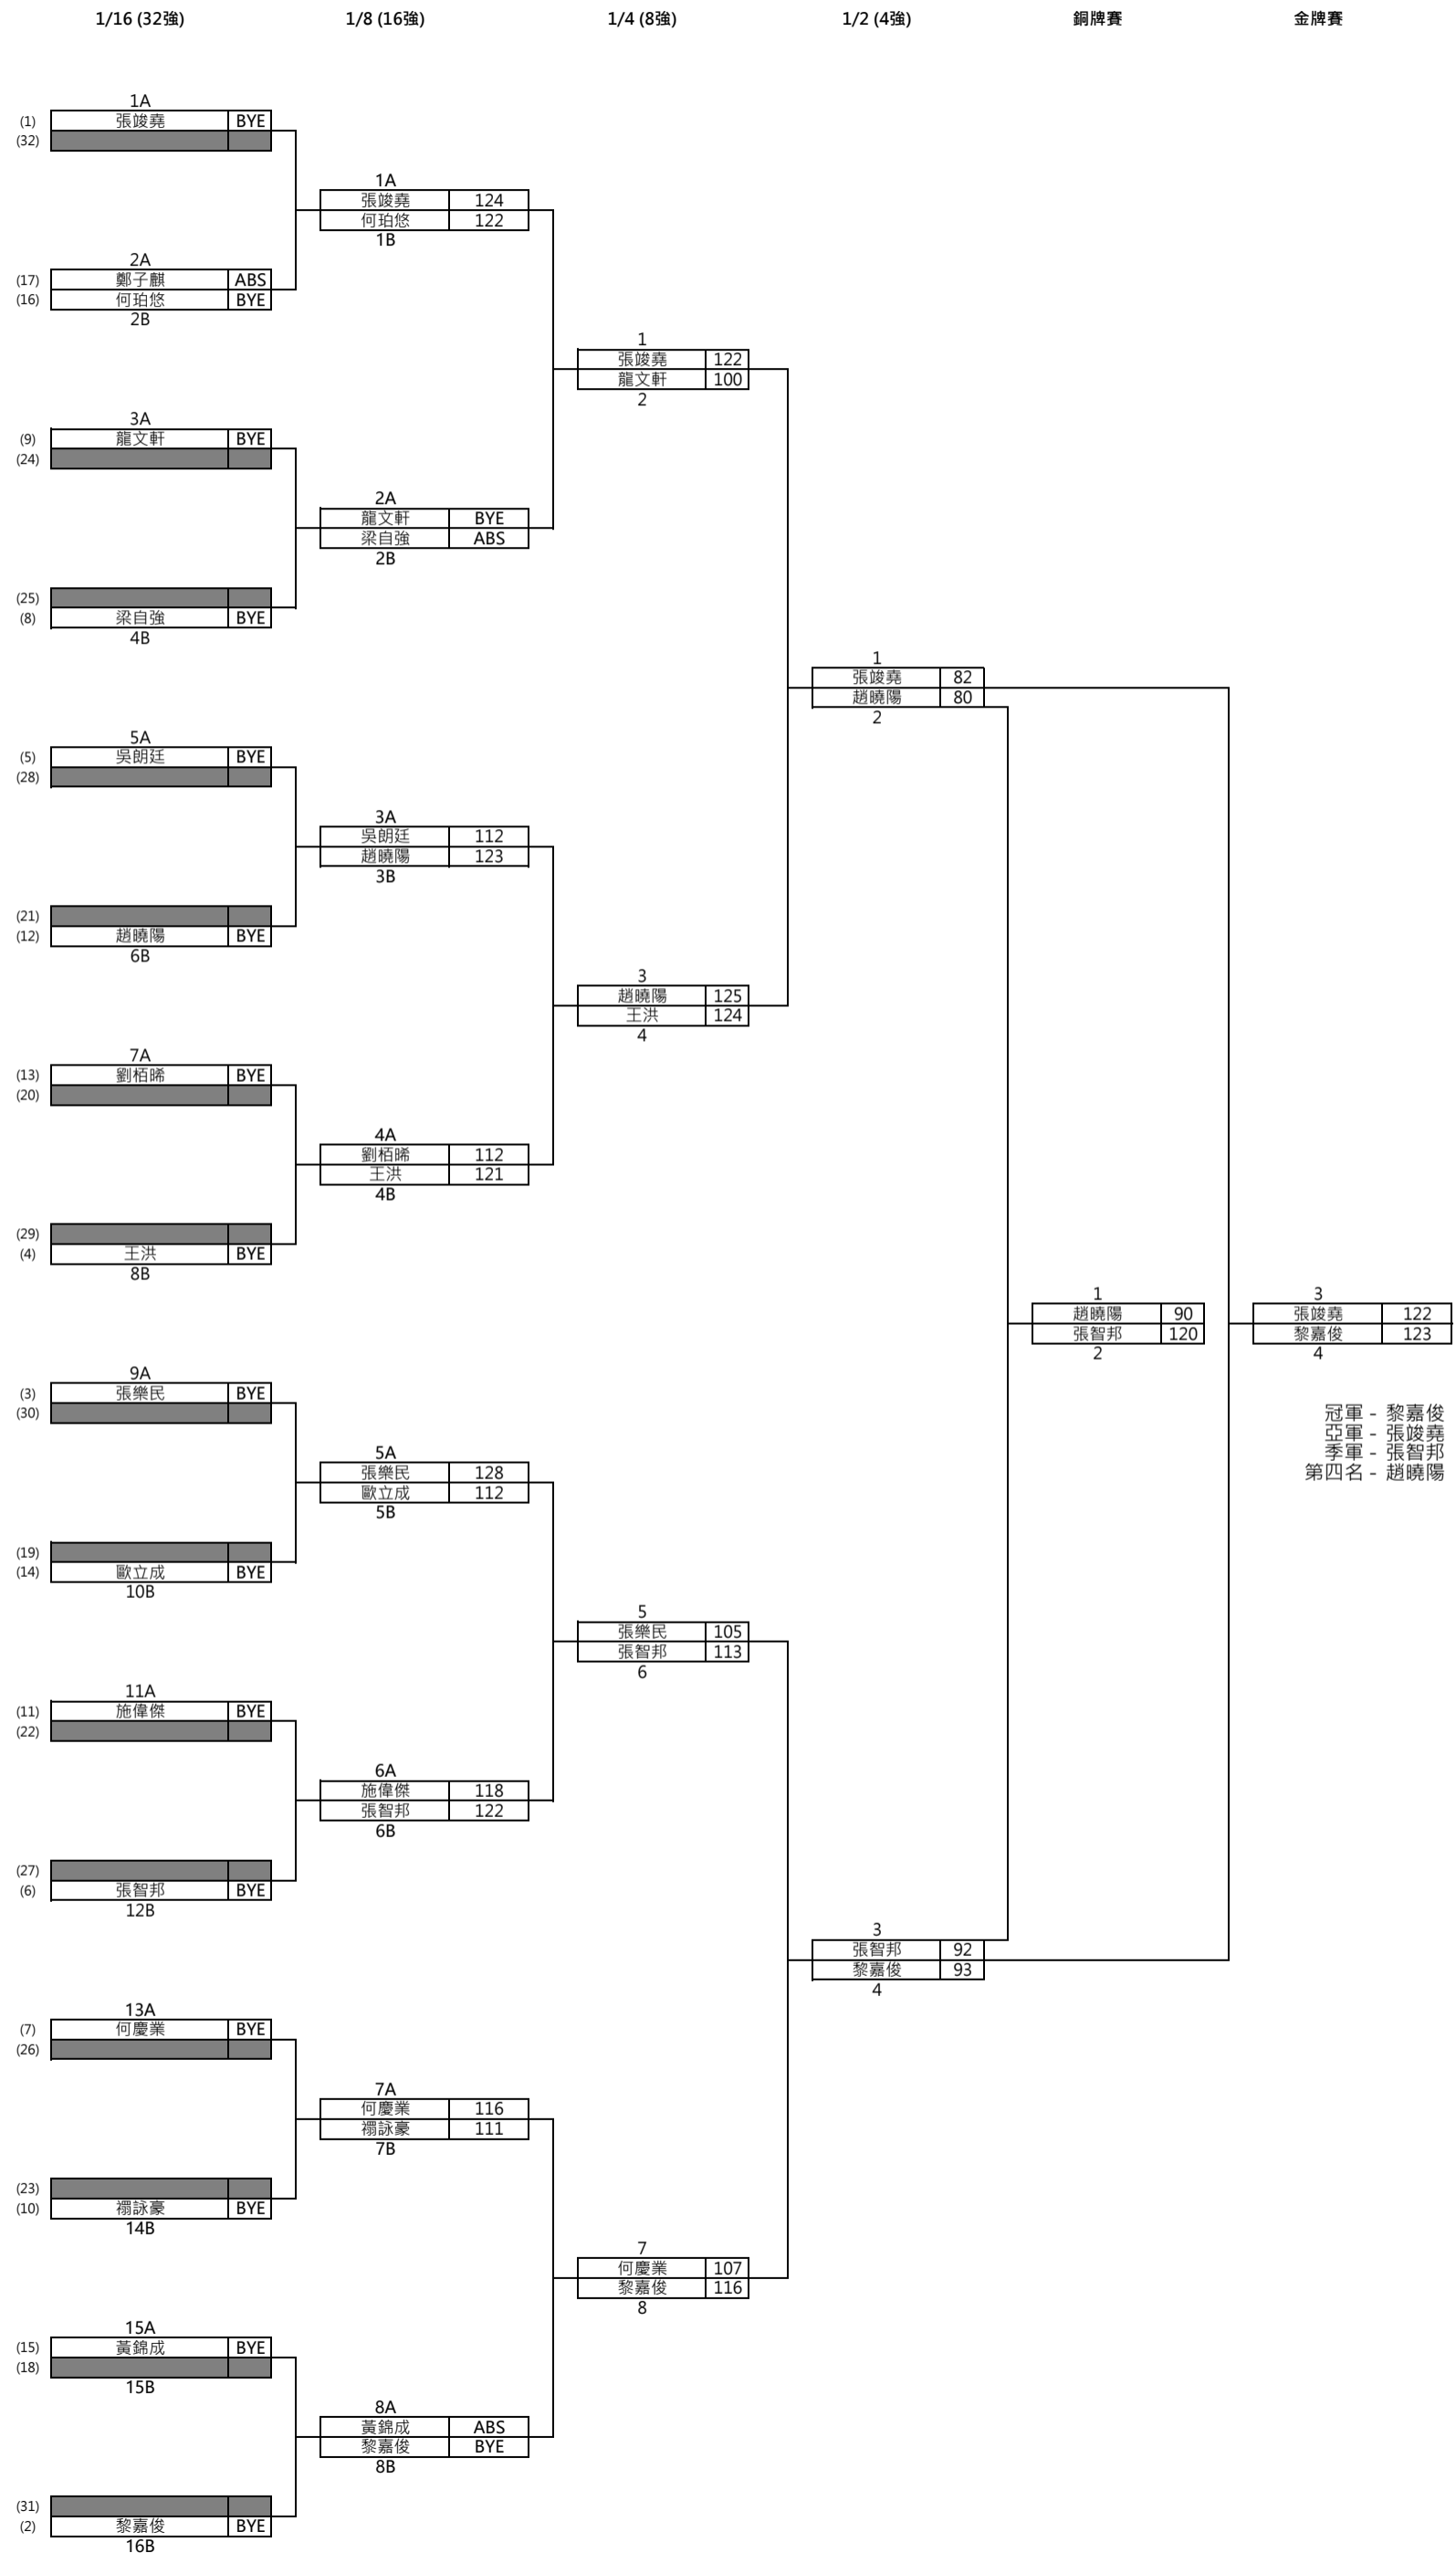 1/16 (32強) 1/8 (16強) 1/4 (8強) 1/2 (4強) 銅牌賽 金牌賽
1A
(1) 張竣堯 BYE
(32)
1A
張竣堯 124
何珀悠 122
1B
2A
(17) 鄭子麒 ABS
(16) 何珀悠 BYE
2B
1
張竣堯 122
龍文軒 100
2
3A
(9) 龍文軒 BYE
(24)
2A
龍文軒 BYE
梁自強 ABS
2B
(25)
(8) 梁自強 BYE
4B
1
張竣堯 82
趙曉陽 80
2
5A
(5) 吳朗廷 BYE
(28)
3A
吳朗廷 112
趙曉陽 123
3B
(21)
(12) 趙曉陽 BYE
6B
3
趙曉陽 125
王洪 124
4
7A
(13) 劉栢晞 BYE
(20)
4A
劉栢晞 112
王洪 121
4B
(29)
(4) 王洪 BYE
8B
1
趙曉陽 90
張智邦 120
2
3
張竣堯 122
黎嘉俊 123
4
9A
(3) 張樂民 BYE
(30)
冠軍 - 黎嘉俊
亞軍 - 張竣堯
季軍 - 張智邦
第四名 - 趙曉陽
5A
張樂民 128
歐立成 112
5B
(19)
(14) 歐立成 BYE
10B
5
張樂民 105
張智邦 113
6
11A
(11) 施偉傑 BYE
(22)
6A
施偉傑 118
張智邦 122
6B
(27)
(6) 張智邦 BYE
12B
3
張智邦 92
黎嘉俊 93
4
13A
(7) 何慶業 BYE
(26)
7A
何慶業 116
禤詠豪 111
7B
(23)
(10) 禤詠豪 BYE
14B
7
何慶業 107
黎嘉俊 116
8
15A
(15) 黃錦成 BYE
(18)
15B
8A
黃錦成 ABS
黎嘉俊 BYE
8B
(31)
(2) 黎嘉俊 BYE
16B